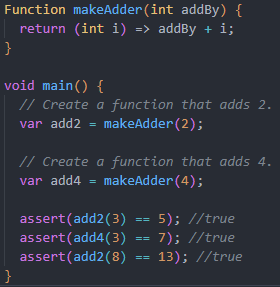 Function makeAdder(int addBy) {
  return (int i) => addBy + i;
}

void main() {
  // Create a function that adds 2.
  var add2 = makeAdder(2);

  // Create a function that adds 4.
  var add4 = makeAdder(4);

  assert(add2(3) == 5); //true
  assert(add4(3) == 7); //true
  assert(add2(8) == 13); //true
}